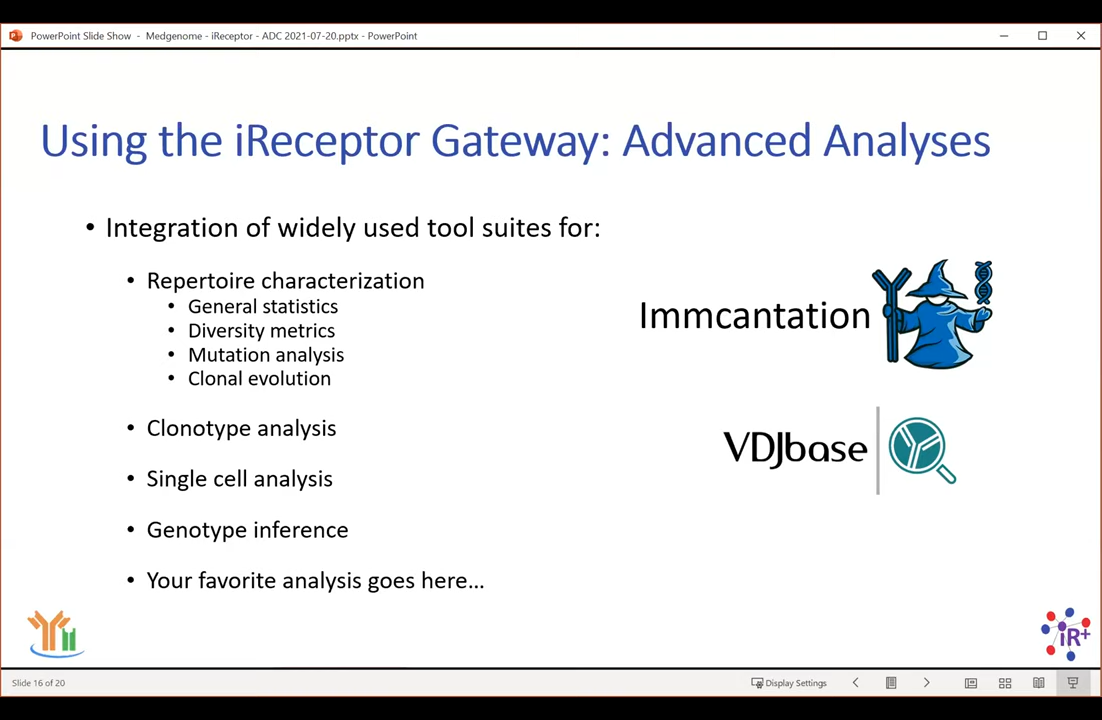 PowerPoint Slide Show - Medgenome - iReceptor - ADC 2021-07-20.pptx - PowerPoint
Using the iReceptor Gateway: Advanced Analyses
• Integration of widely used tool suites for:
• Repertoire characterization
• General statistics
• Diversity metrics
• Mutation analysis
• Clonal evolution
• Clonotype analysis
• Single cell analysis
• Genotype inference
• Your favorite analysis goes here...
Immcantation
VDJbase
iR+
Slide 16 of 20
Display Settings